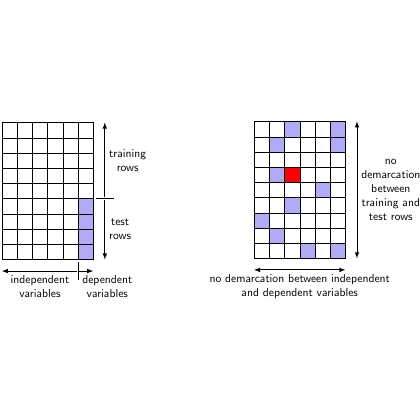 training
rows
test
rows
independent
variables
dependent
variables
no
demarcation
between
training and
test rows
no demarcation between independent
and dependent variables